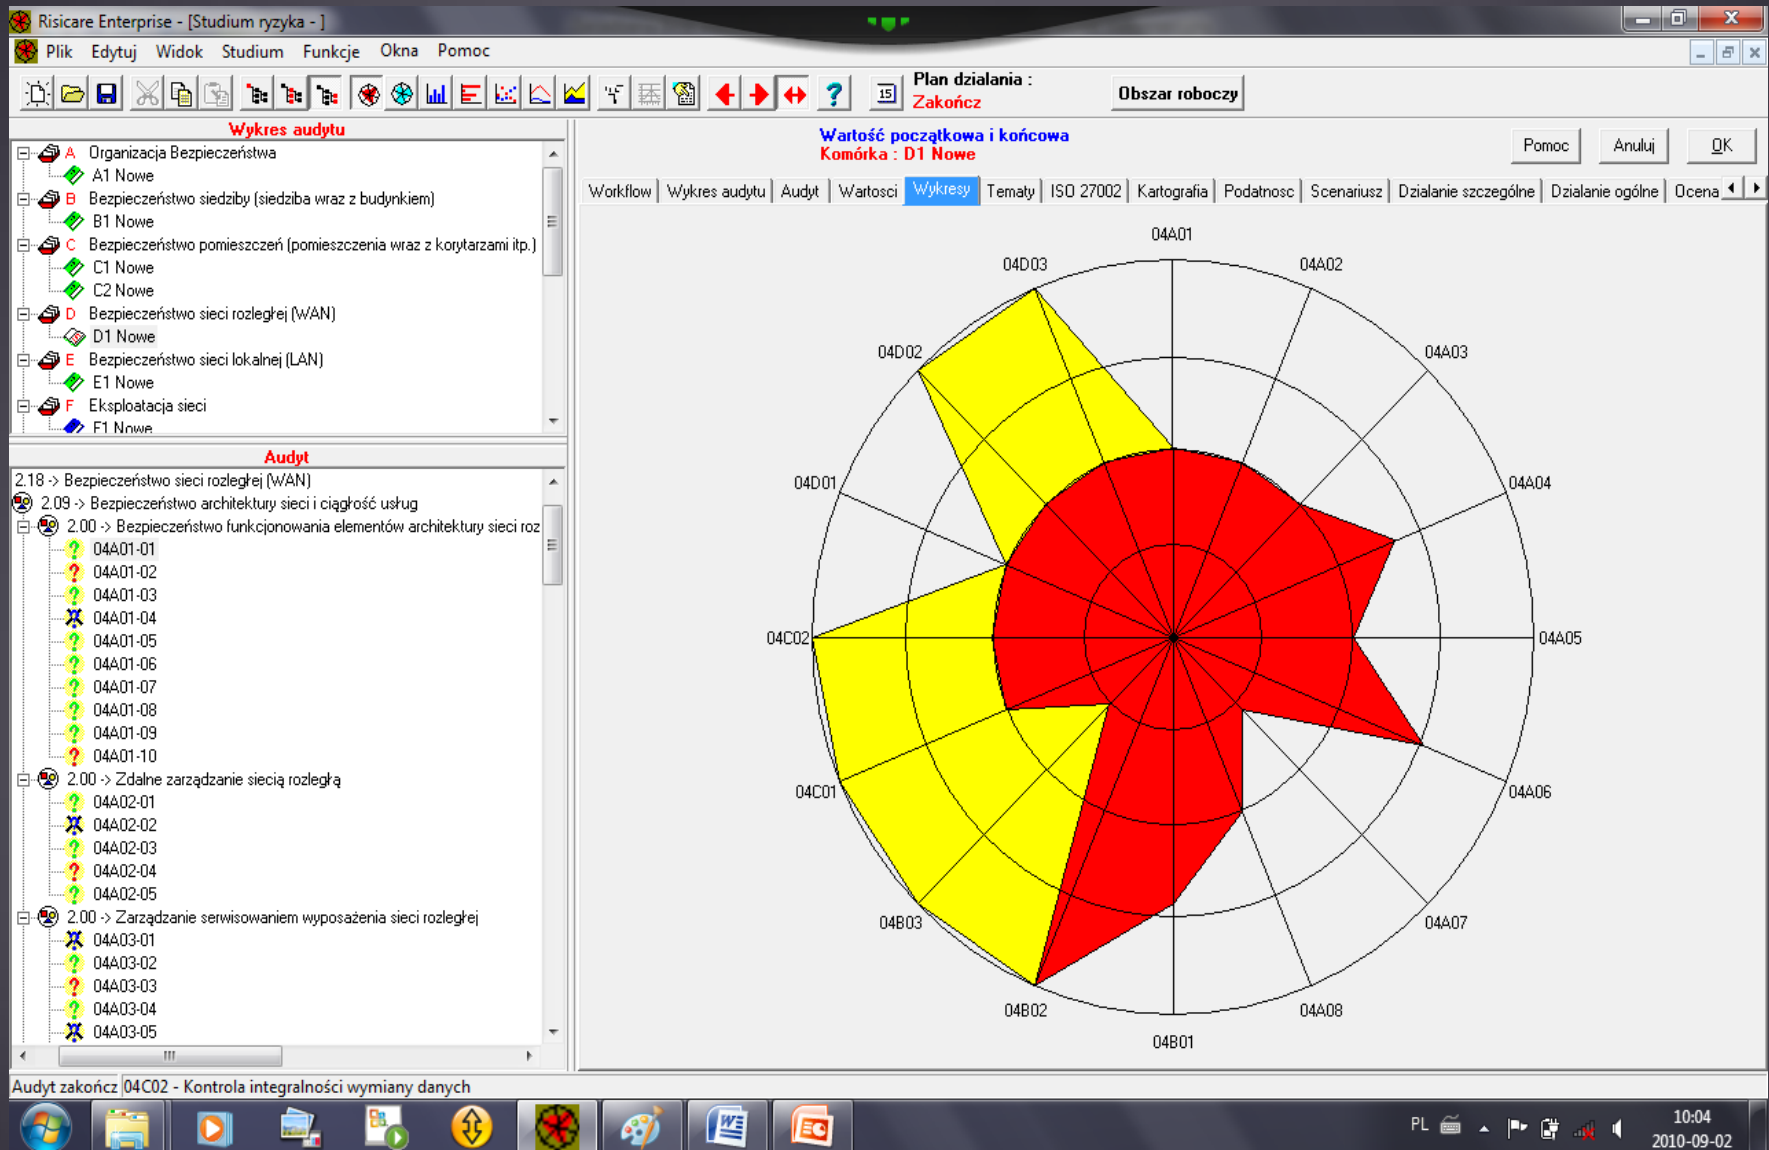 Risicare Enterprise - [Studium ryzyka - ]
Plik Edytuj Widok Studium Funkcje Okna Pomoc
15 Plan działania :
Zakończ
Obszar roboczy
Wykres audytu
A Organizacja Bezpieczeństwa
A1 Nowe
B Bezpieczeństwo siedziby (siedziba wraz z budynkiem)
B1 Nowe
C Bezpieczeństwo pomieszczeń (pomieszczenia wraz z korytarzami itp.)
C1 Nowe
C2 Nowe
D Bezpieczeństwo sieci rozległej (WAN)
D1 Nowe
E Bezpieczeństwo sieci lokalnej (LAN)
E1 Nowe
F Eksploatacja sieci
F1 Nowe
Audyt
2.18 -> Bezpieczeństwo sieci rozległej (WAN)
2.09 -> Bezpieczeństwo architektury sieci i ciągłość usług
2.00 -> Bezpieczeństwo funkcjonowania elementów architektury sieci roz
04A01-01
04A01-02
04A01-03
04A01-04
04A01-05
04A01-06
04A01-07
04A01-08
04A01-09
04A01-10
2.00 -> Zdalne zarządzanie siecią rozległą
04A02-01
04A02-02
04A02-03
04A02-04
04A02-05
2.00 -> Zarządzanie serwisowaniem wyposażenia sieci rozległej
04A03-01
04A03-02
04A03-03
04A03-04
04A03-05
Wartość początkowa i końcowa
Komórka : D1 Nowe
Pomoc Anuluj OK
Workflow Wykres audytu Audyt Wartosci Wykresy Tematy ISO 27002 Kartografia Podatnosc Scenariusz Działanie szczególne Działanie ogólne Ocena
04A01
04A02
04A03
04A04
04A05
04A06
04A07
04A08
04B01
04B02
04B03
04C01
04C02
04D01
04D02
04D03
Audyt zakończ 04C02 - Kontrola integralności wymiany danych
PL
10:04
2010-09-02